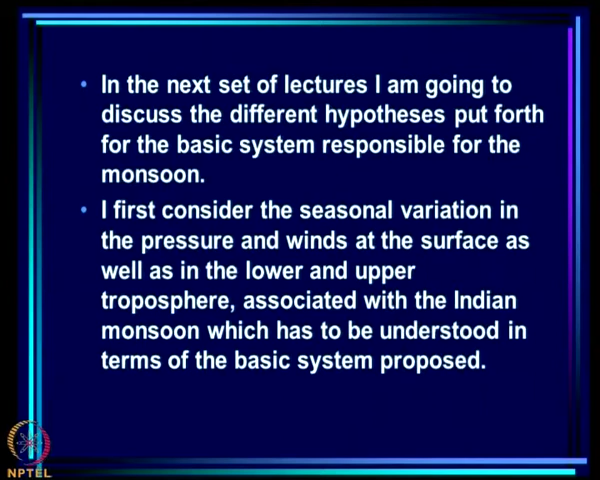 • In the next set of lectures I am going to
discuss the different hypotheses put forth
for the basic system responsible for the
monsoon.
• I first consider the seasonal variation in
the pressure and winds at the surface as
well as in the lower and upper
troposphere, associated with the Indian
monsoon which has to be understood in
terms of the basic system proposed.
NPTEL